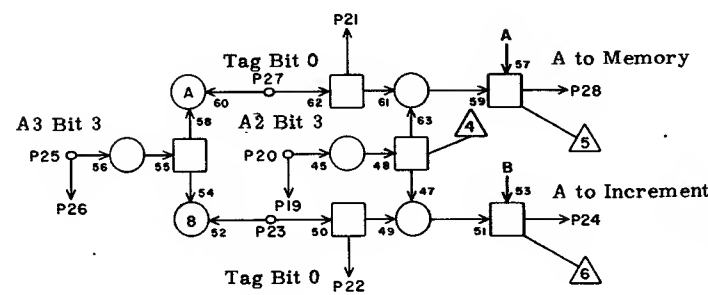 P21
Tag Bit 0
A
A to Memory
P27
57
A
60
62
61
59
P28
A3 Bit 3
58
A2 Bit 3
63
4
5
P25
56
55
P20
45
48
54
47
B
53
A to Increment
P26
P19
B
52
P23
50
49
51
P24
Tag Bit 0
P22
6